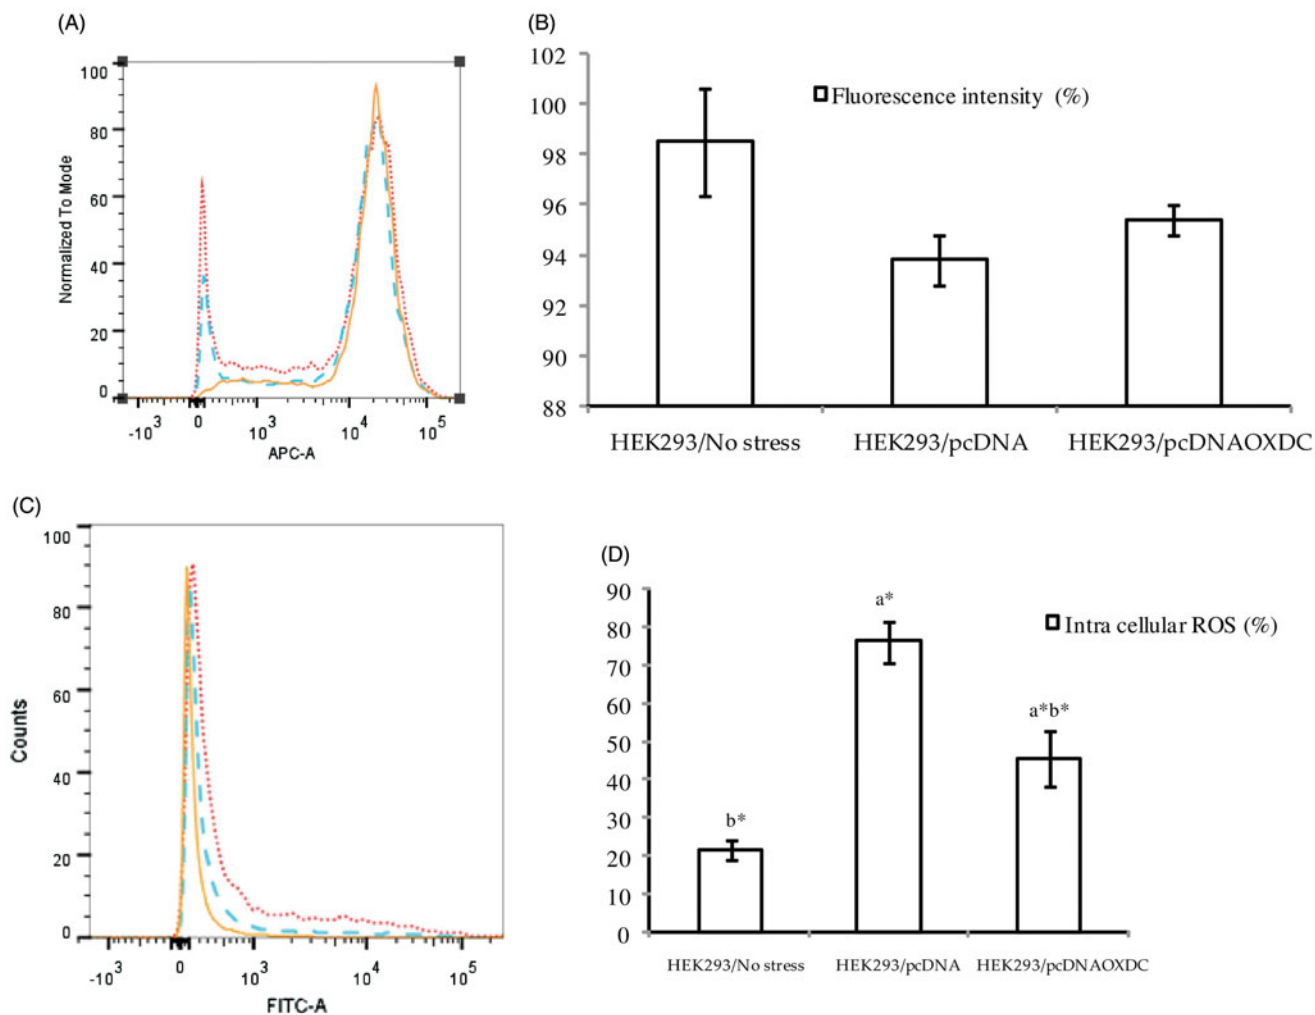 (A)
100
80
60
40
20
0
Normalized To Mode
-10³ 0 10³ 10⁴ 10⁵
APC-A
(B)
102
100
98
96
94
92
90
88
Fluorescence intensity (%)
HEK293/No stress HEK293/pcDNA HEK293/pcDNAOXDC
(C)
100
80
60
40
20
0
Counts
-10³ 0 10³ 10⁴ 10⁵
FITC-A
(D)
90
80
70
60
50
40
30
20
10
0
b*
a*
a*b*
Intra cellular ROS (%)
HEK293/No stress HEK293/pcDNA HEK293/pcDNAOXDC